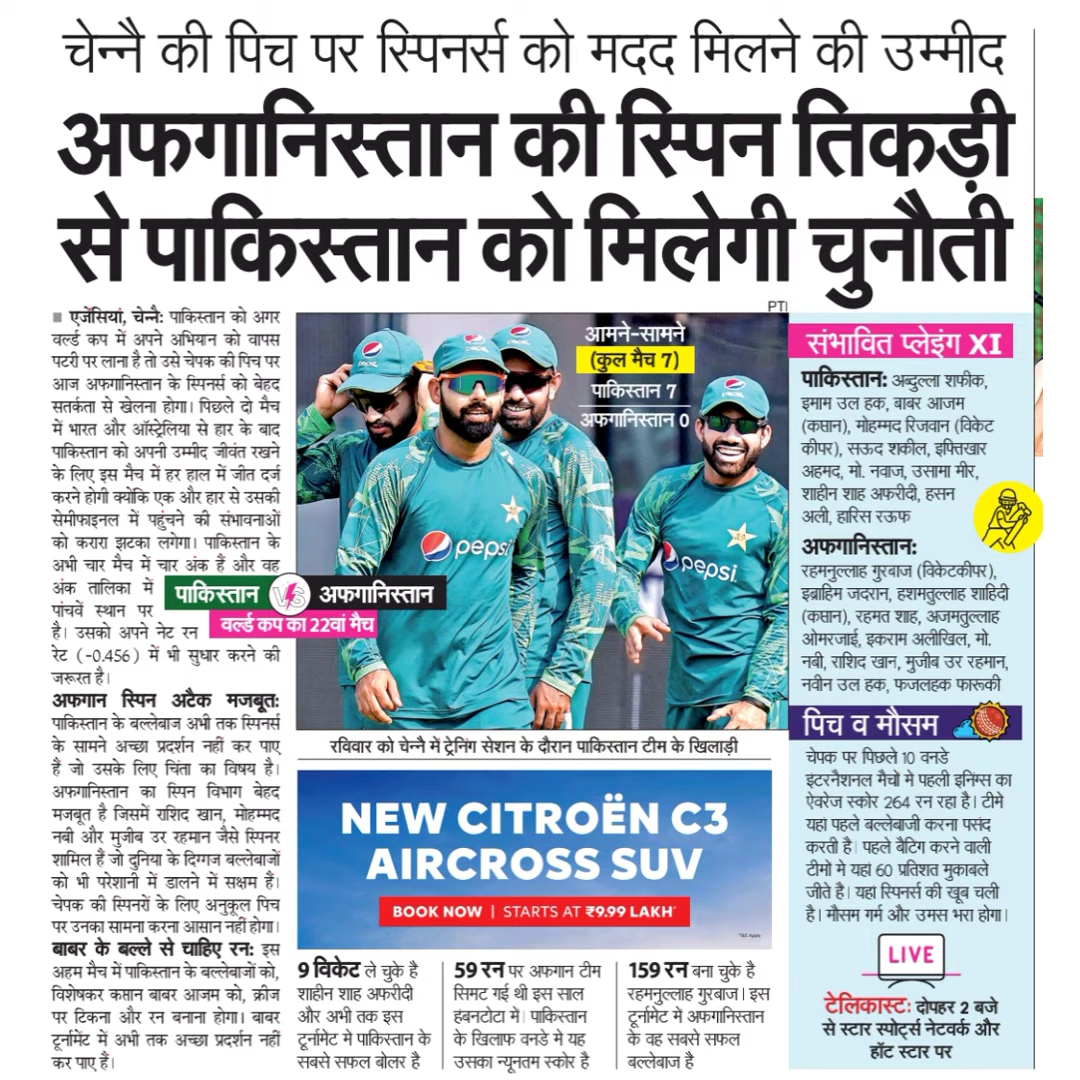 चेन्नै की पिच पर स्पिनर्स को मदद मिलने की उम्मीद
अफगानिस्तान की स्पिन तिकड़ी
से पाकिस्तान को मिलेगी चुनौती
■ एजेंसियां, चेन्नै: पाकिस्तान को अगर
वर्ल्ड कप में अपने अभियान को वापस
पटरी पर लाना है तो उसे चेपक की पिच पर
आज अफगानिस्तान के स्पिनर्स को बेहद
सतर्कता से खेलना होगा। पिछले दो मैच
में भारत और ऑस्ट्रेलिया से हार के बाद
पाकिस्तान को अपनी उम्मीद जीवंत रखने
के लिए इस मैच में हर हाल में जीत दर्ज
करने होगी क्योंकि एक और हार से उसकी
सेमीफाइनल में पहुंचने की संभावनाओं
को करारा झटका लगेगा। पाकिस्तान के
अभी चार मैच में चार अंक हैं और वह
अंक तालिका में
पांचवें स्थान पर
है। उसको अपने नेट रन
रेट (-0.456) में भी सुधार करने की
जरूरत है।
अफगान स्पिन अटैक मजबूत:
पाकिस्तान के बल्लेबाज अभी तक स्पिनर्स
के सामने अच्छा प्रदर्शन नहीं कर पाए
हैं जो उसके लिए चिंता का विषय है।
अफगानिस्तान का स्पिन विभाग बेहद
मजबूत है जिसमें राशिद खान, मोहम्मद
नबी और मुजीब उर रहमान जैसे स्पिनर
शामिल हैं जो दुनिया के दिग्गज बल्लेबाजों
को भी परेशानी में डालने में सक्षम हैं।
चेपक की स्पिनरों के लिए अनुकूल पिच
पर उनका सामना करना आसान नहीं होगा।
बाबर के बल्ले से चाहिए रन: इस
अहम मैच में पाकिस्तान के बल्लेबाजों को,
विशेषकर कप्तान बाबर आजम को, क्रीज
पर टिकना और रन बनाना होगा। बाबर
टूर्नामेंट में अभी तक अच्छा प्रदर्शन नहीं
कर पाए हैं।
पाकिस्तान VS अफगानिस्तान
वर्ल्ड कप का 22वां मैच
PTI
आमने-सामने
(कुल मैच 7)
पाकिस्तान 7
अफगानिस्तान 0
pepsi
pepsi
रविवार को चेन्नै में ट्रेनिंग सेशन के दौरान पाकिस्तान टीम के खिलाड़ी
NEW CITROËN C3
AIRCROSS SUV
BOOK NOW | STARTS AT ₹9.99 LAKH*
*T&C Apply
9 विकेट ले चुके है
शाहीन शाह अफरीदी
और अभी तक इस
टूर्नामेंट मे पाकिस्तान के
सबसे सफल बोलर है
59 रन पर अफगान टीम
सिमट गई थी इस साल
हंबनटोटा मे। पाकिस्तान
के खिलाफ वनडे मे यह
उसका न्यूनतम स्कोर है
159 रन बना चुके है
रहमनुल्लाह गुरबाज। इस
टूर्नामेट मे अफगानिस्तान
के वह सबसे सफल
बल्लेबाज है
संभावित प्लेइंग XI
पाकिस्तान: अब्दुल्ला शफीक,
इमाम उल हक, बाबर आजम
(कप्तान), मोहम्मद रिजवान (विकेट
कीपर), सऊद शकील, इफ्तिखार
अहमद, मो. नवाज, उसामा मीर,
शाहीन शाह अफरीदी, हसन
अली, हारिस रऊफ
अफगानिस्तान:
रहमनुल्लाह गुरबाज (विकेटकीपर),
इब्राहिम जदरान, हशमतुल्लाह शाहिदी
(कप्तान), रहमत शाह, अजमतुल्लाह
ओमरजाई, इकराम अलीखिल, मो.
नबी, राशिद खान, मुजीब उर रहमान,
नवीन उल हक, फजलहक फारूकी
पिच व मौसम
चेपक पर पिछले 10 वनडे
इंटरनैशनल मैचो मे पहली इनिंग्स का
ऐवरेज स्कोर 264 रन रहा है। टीमे
यहां पहले बल्लेबाजी करना पसंद
करती है। पहले बैटिंग करने वाली
टीमो मे यहा 60 प्रतिशत मुकाबले
जीते है। यहा स्पिनर्स की खूब चली
है। मौसम गर्म और उमस भरा होगा।
LIVE
टेलिकास्ट: दोपहर 2 बजे
से स्टार स्पोर्ट्स नेटवर्क और
हॉट स्टार पर